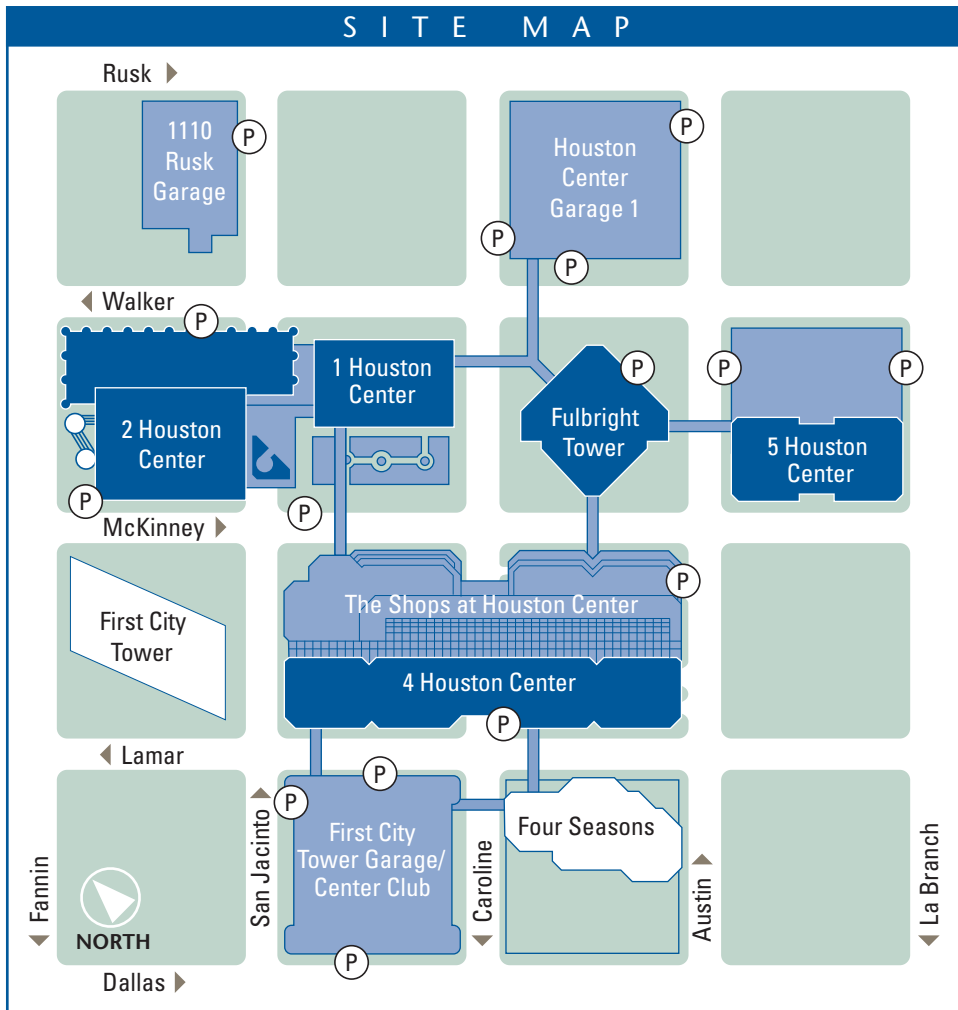 SITE MAP
Rusk
1110
Rusk
Garage
P
Houston
Center
Garage 1
P
P
P
Walker
P
1 Houston
Center
P
Fulbright
Tower
P
P
2 Houston
Center
5 Houston
Center
P
P
McKinney
The Shops at Houston Center
P
First City
Tower
4 Houston Center
P
Lamar
P
P
First City
Tower Garage/
Center Club
Four Seasons
San Jacinto
Caroline
Austin
La Branch
Fannin
NORTH
P
Dallas